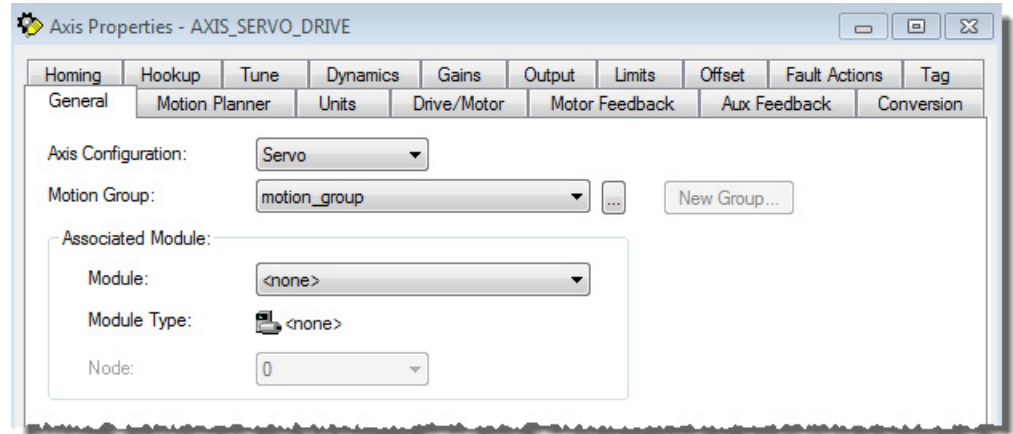 Axis Properties - AXIS_SERVO_DRIVE
Homing Hookup Tune Dynamics Gains Output Limits Offset Fault Actions Tag
General Motion Planner Units Drive/Motor Motor Feedback Aux Feedback Conversion
Axis Configuration: Servo
Motion Group: motion_group ... New Group...
Associated Module:
Module: <none>
Module Type: <none>
Node: 0